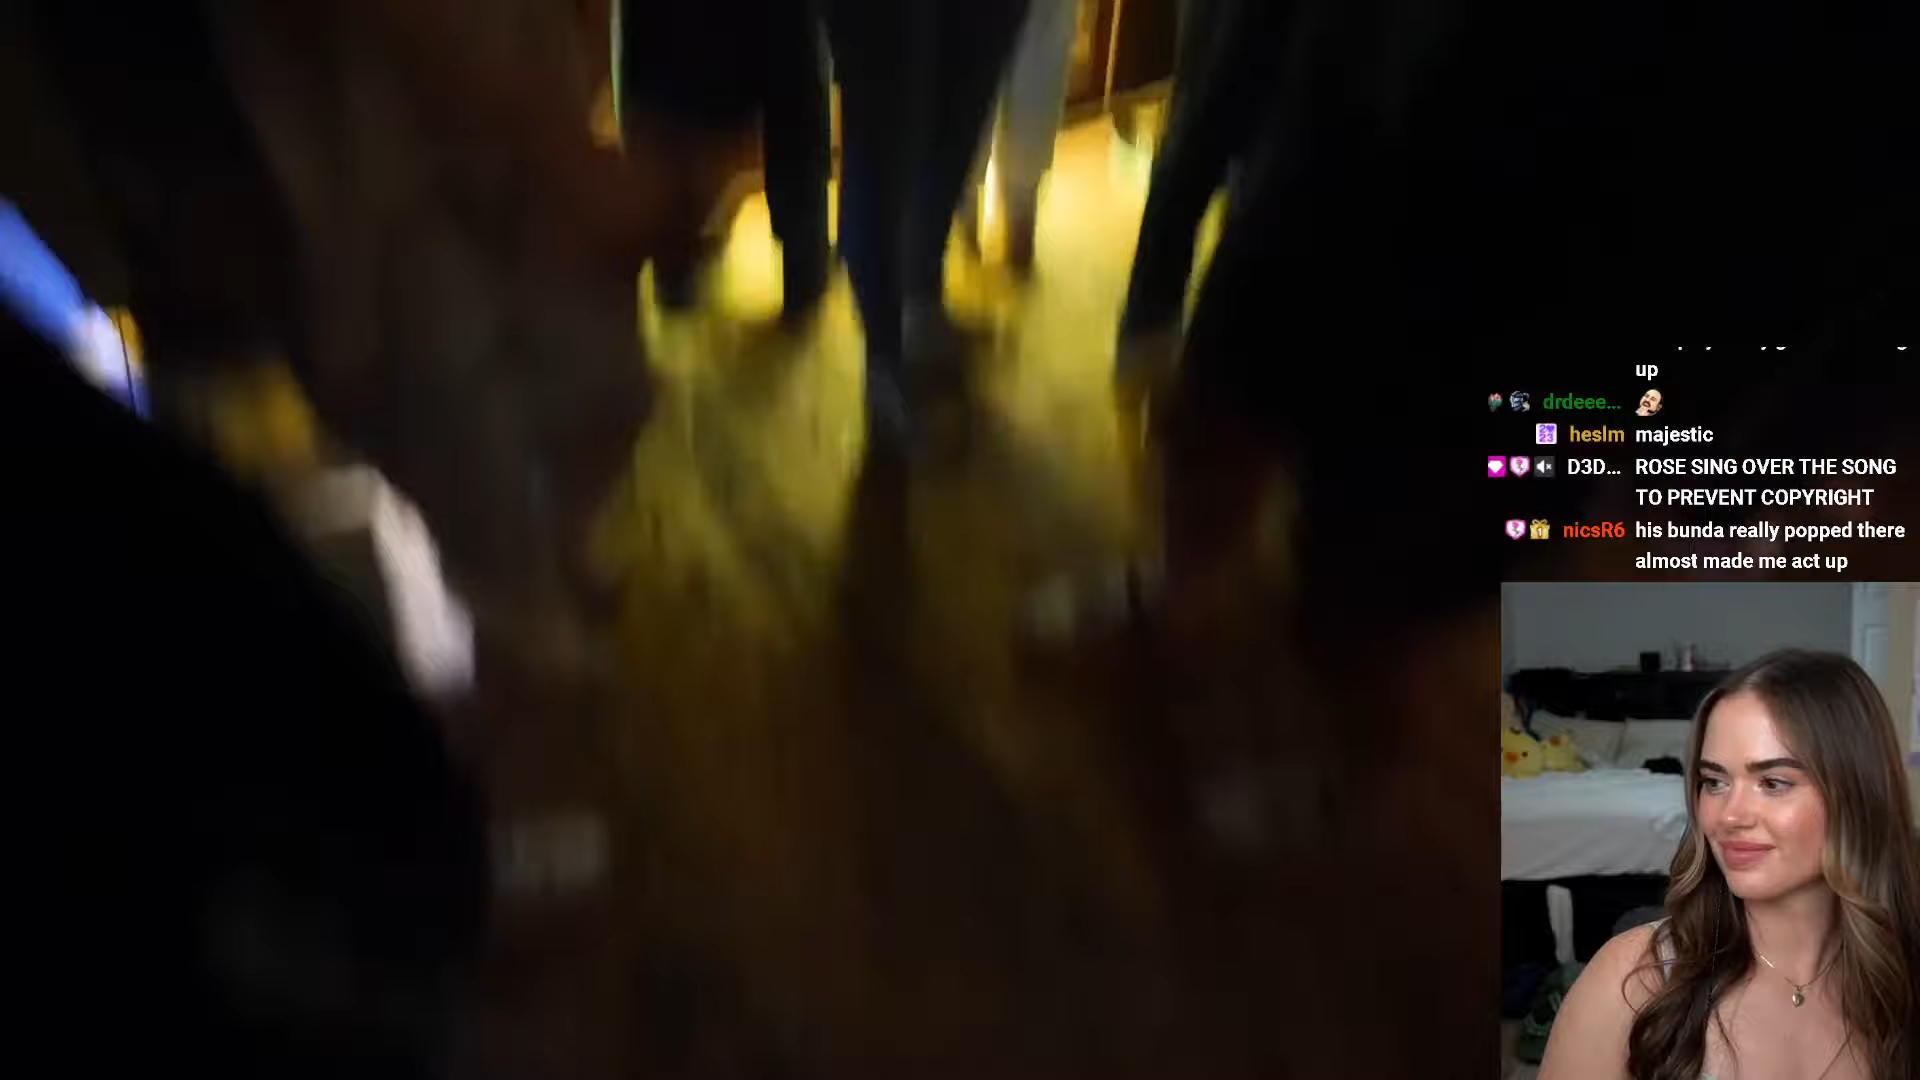 up
drdeee...
heslm majestic
D3D... ROSE SING OVER THE SONG
TO PREVENT COPYRIGHT
nicsR6 his bunda really popped there
almost made me act up